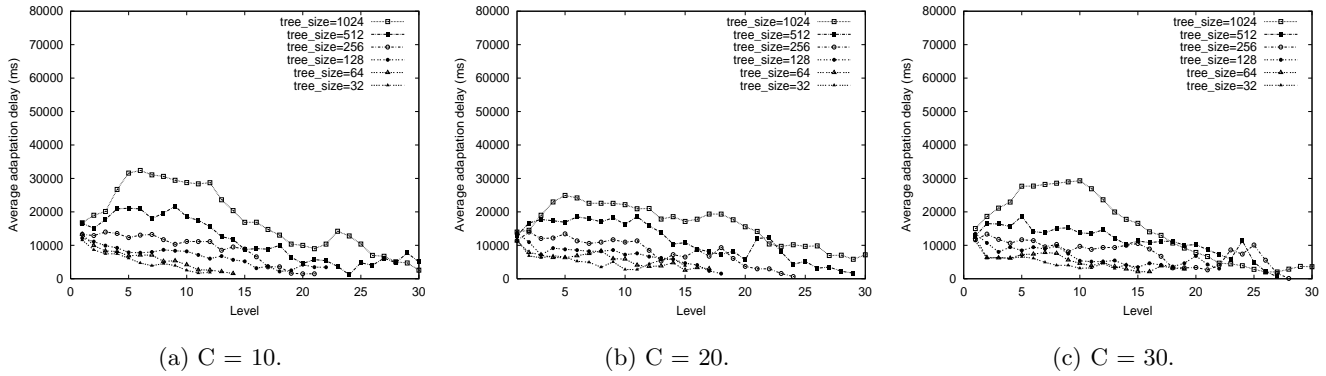 80000
70000
60000
50000
40000
30000
20000
10000
0
Average adaptation delay (ms)
tree_size=1024
tree_size=512
tree_size=256
tree_size=128
tree_size=64
tree_size=32
0 5 10 15 20 25 30
Level
(a) C = 10.
80000
70000
60000
50000
40000
30000
20000
10000
0
Average adaptation delay (ms)
tree_size=1024
tree_size=512
tree_size=256
tree_size=128
tree_size=64
tree_size=32
5 10 15 20 25 30
Level
(b) C = 20.
80000
70000
60000
50000
40000
30000
20000
10000
0
Average adaptation delay (ms)
tree_size=1024
tree_size=512
tree_size=256
tree_size=128
tree_size=64
tree_size=32
0 5 10 15 20 25 30
Level
(c) C = 30.